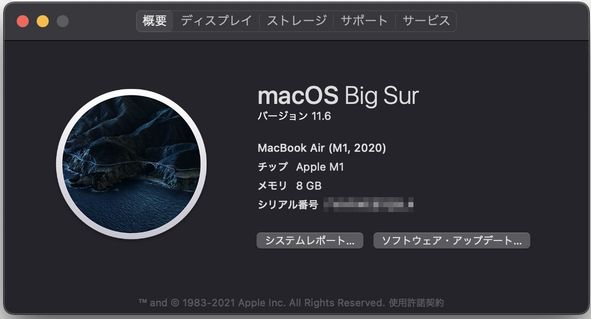 概要 ディスプレイ ストレージ サポート サービス
macOS Big Sur
バージョン 11.6
MacBook Air (M1, 2020)
チップ Apple M1
メモリ 8 GB
シリアル番号
システムレポート... ソフトウェア・アップデート...
™ and © 1983-2021 Apple Inc. All Rights Reserved. 使用許諾契約